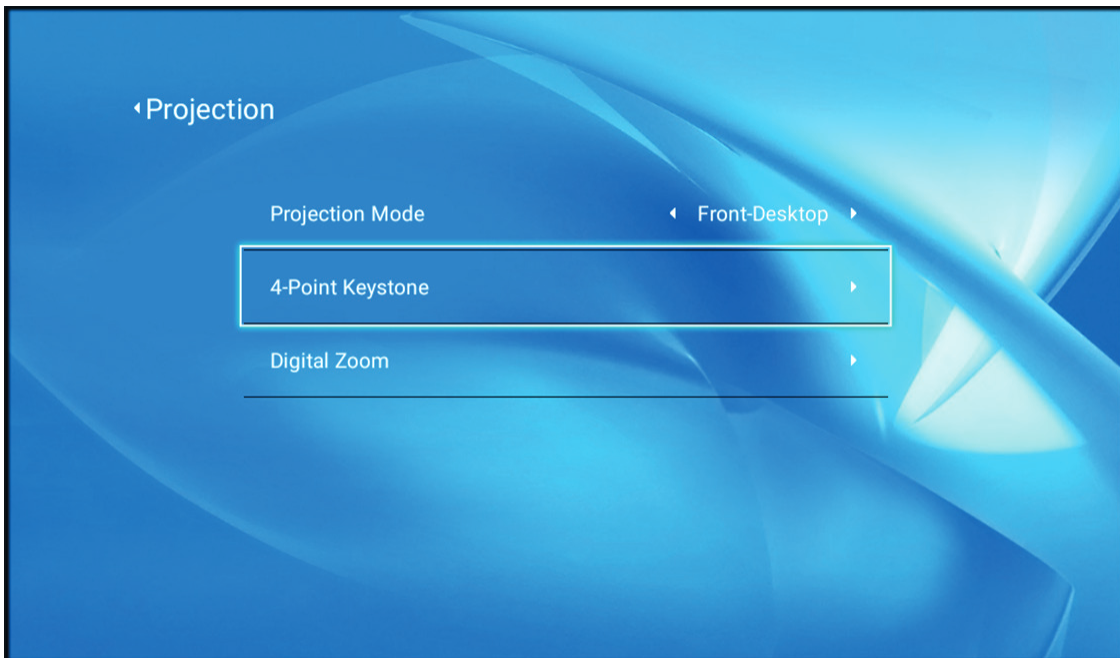 Projection
Projection Mode Front-Desktop
4-Point Keystone
Digital Zoom